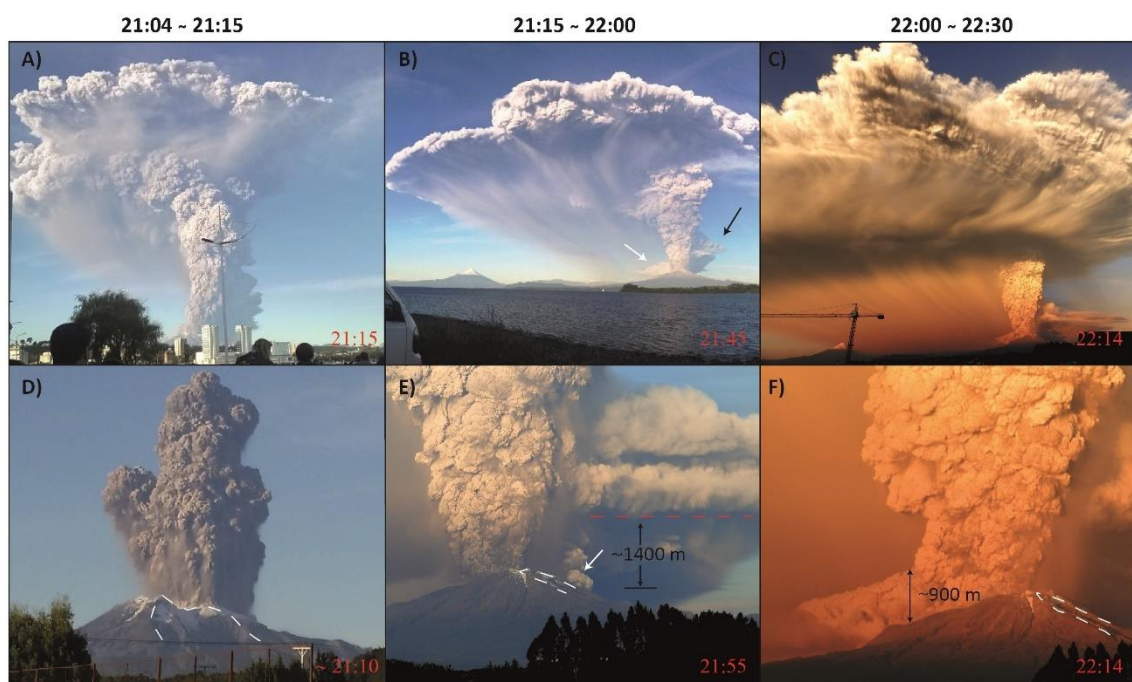 21:04 ~ 21:15
21:15 ~ 22:00
22:00 ~ 22:30
A)
B)
C)
21:15
21:45
22:14
D)
E)
F)
~1400 m
~900 m
~ 21:10
21:55
22:14